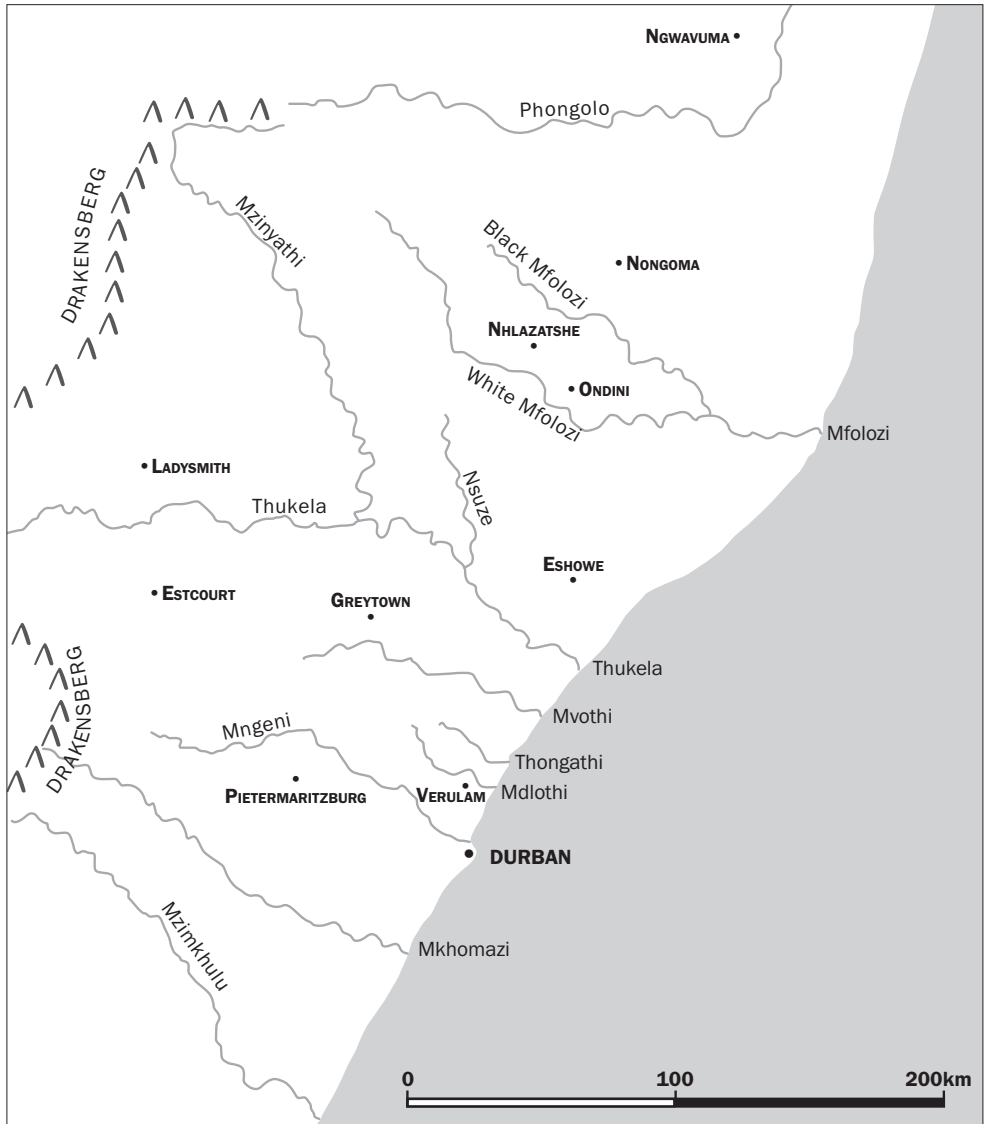 NGWAVUMA
Phongolo
DRAKENSBERG
Mzinyathi
Black Mfolozi
NONGOMA
NHLAZATSHE
White Mfolozi
ONDINI
Mfolozi
LADYSMITH
Thukela
Nsuze
ESHOWE
ESTCOURT
GREYTOWN
DRAKENSBERG
Thukela
Mvothi
Mngeni
Thongathi
PIETERMARITZBURG
VERULAM
Mdlothi
DURBAN
Mzimkhulu
Mkhomazi
0 100 200km